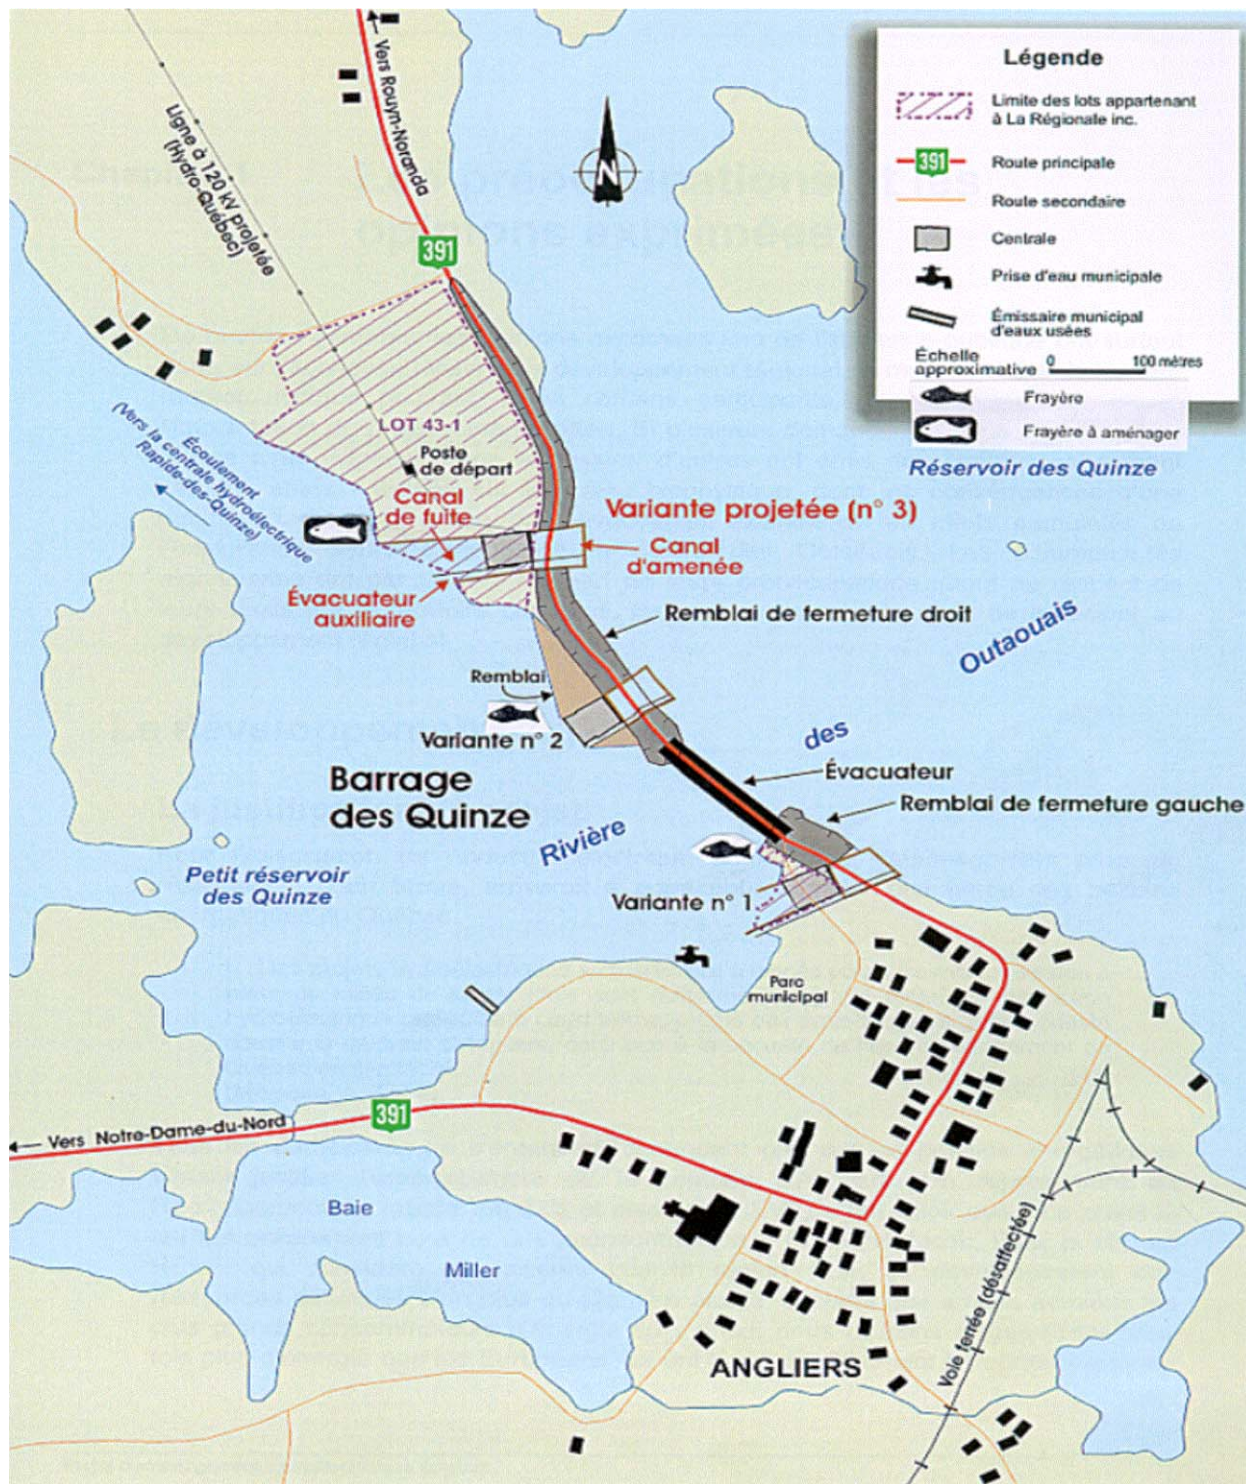 Légende
Limite des lots appartenant
à La Régionale inc.
391
Route principale
Route secondaire
Centrale
Prise d'eau municipale
Émissaire municipal
d'eaux usées
Échelle
approximative
0
100 mètres
Frayère
Frayère à aménager
Vers Rouyn-Noranda
Ligne à 120 kV projetée
(Hydro-Québec)
N
391
Réservoir des Quinze
LOT 43-1
Poste
de départ
Écoulement
(Vers la centrale hydroélectrique
Rapide-des-Quinze)
Canal
de fuite
Variante projetée (n° 3)
Canal
d'amenée
Évacuateur
auxiliaire
Remblai de fermeture droit
Outaouais
Remblai
Variante n° 2
des
Barrage
des Quinze
Évacuateur
Remblai de fermeture gauche
Rivière
Petit réservoir
des Quinze
Variante n° 1
Parc
municipal
391
Vers Notre-Dame-du-Nord
Baie
Miller
Voie ferrée (désaffectée)
ANGLIERS